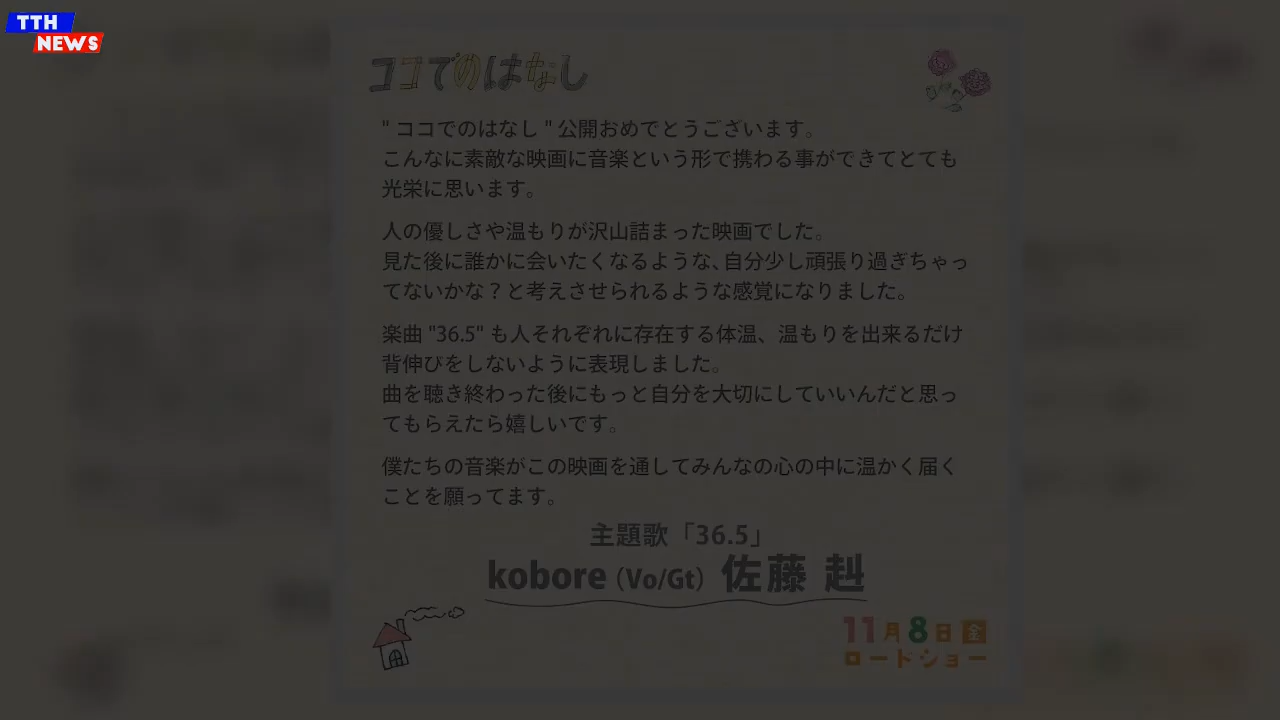 TTH
NEWS
ココでのはなし
" ココでのはなし " 公開おめでとうございます。
こんなに素敵な映画に音楽という形で携わる事ができてとても
光栄に思います。
人の優しさや温もりが沢山詰まった映画でした。
見た後に誰かに会いたくなるような、自分少し頑張り過ぎちゃっ
てないかな？と考えさせられるような感覚になりました。
楽曲 "36.5" も人それぞれに存在する体温、温もりを出来るだけ
背伸びをしないように表現しました。
曲を聴き終わった後にもっと自分を大切にしていいんだと思っ
てもらえたら嬉しいです。
僕たちの音楽がこの映画を通してみんなの心の中に温かく届く
ことを願ってます。
主題歌「36.5」
kobore (Vo/Gt) 佐藤 赳
11月8日 金
ロードショー